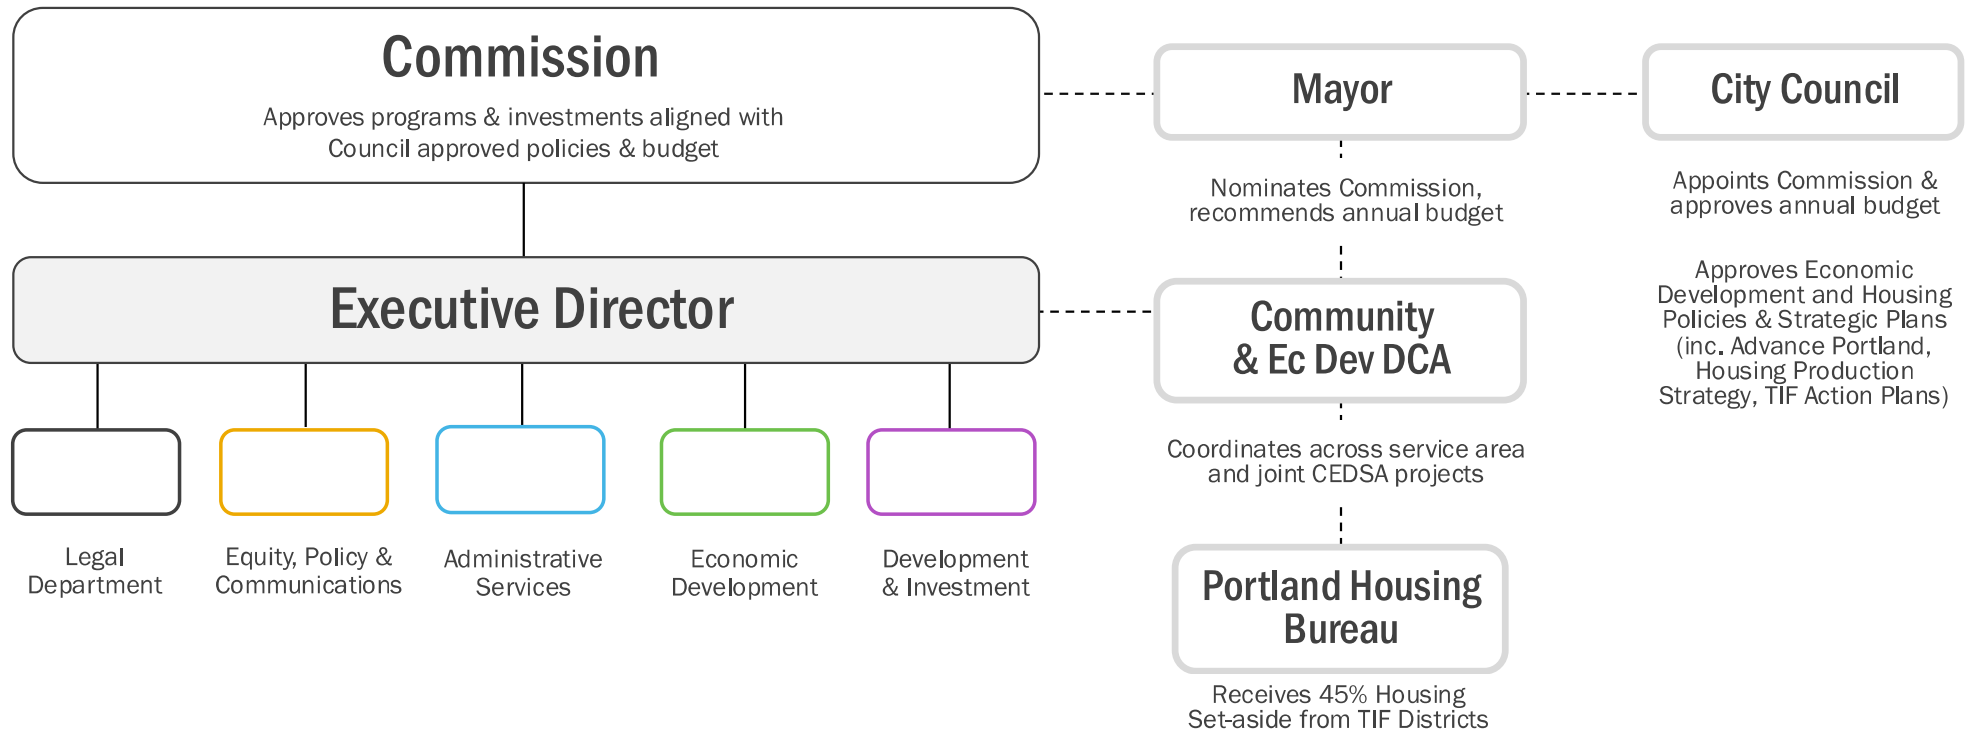 Commission
Approves programs & investments aligned with
Council approved policies & budget
Mayor
City Council
Nominates Commission,
recommends annual budget
Appoints Commission &
approves annual budget
Approves Economic
Development and Housing
Policies & Strategic Plans
(inc. Advance Portland,
Housing Production
Strategy, TIF Action Plans)
Executive Director
Community
& Ec Dev DCA
Coordinates across service area
and joint CEDSA projects
Legal
Department
Equity, Policy &
Communications
Administrative
Services
Economic
Development
Development
& Investment
Portland Housing
Bureau
Receives 45% Housing
Set-aside from TIF Districts